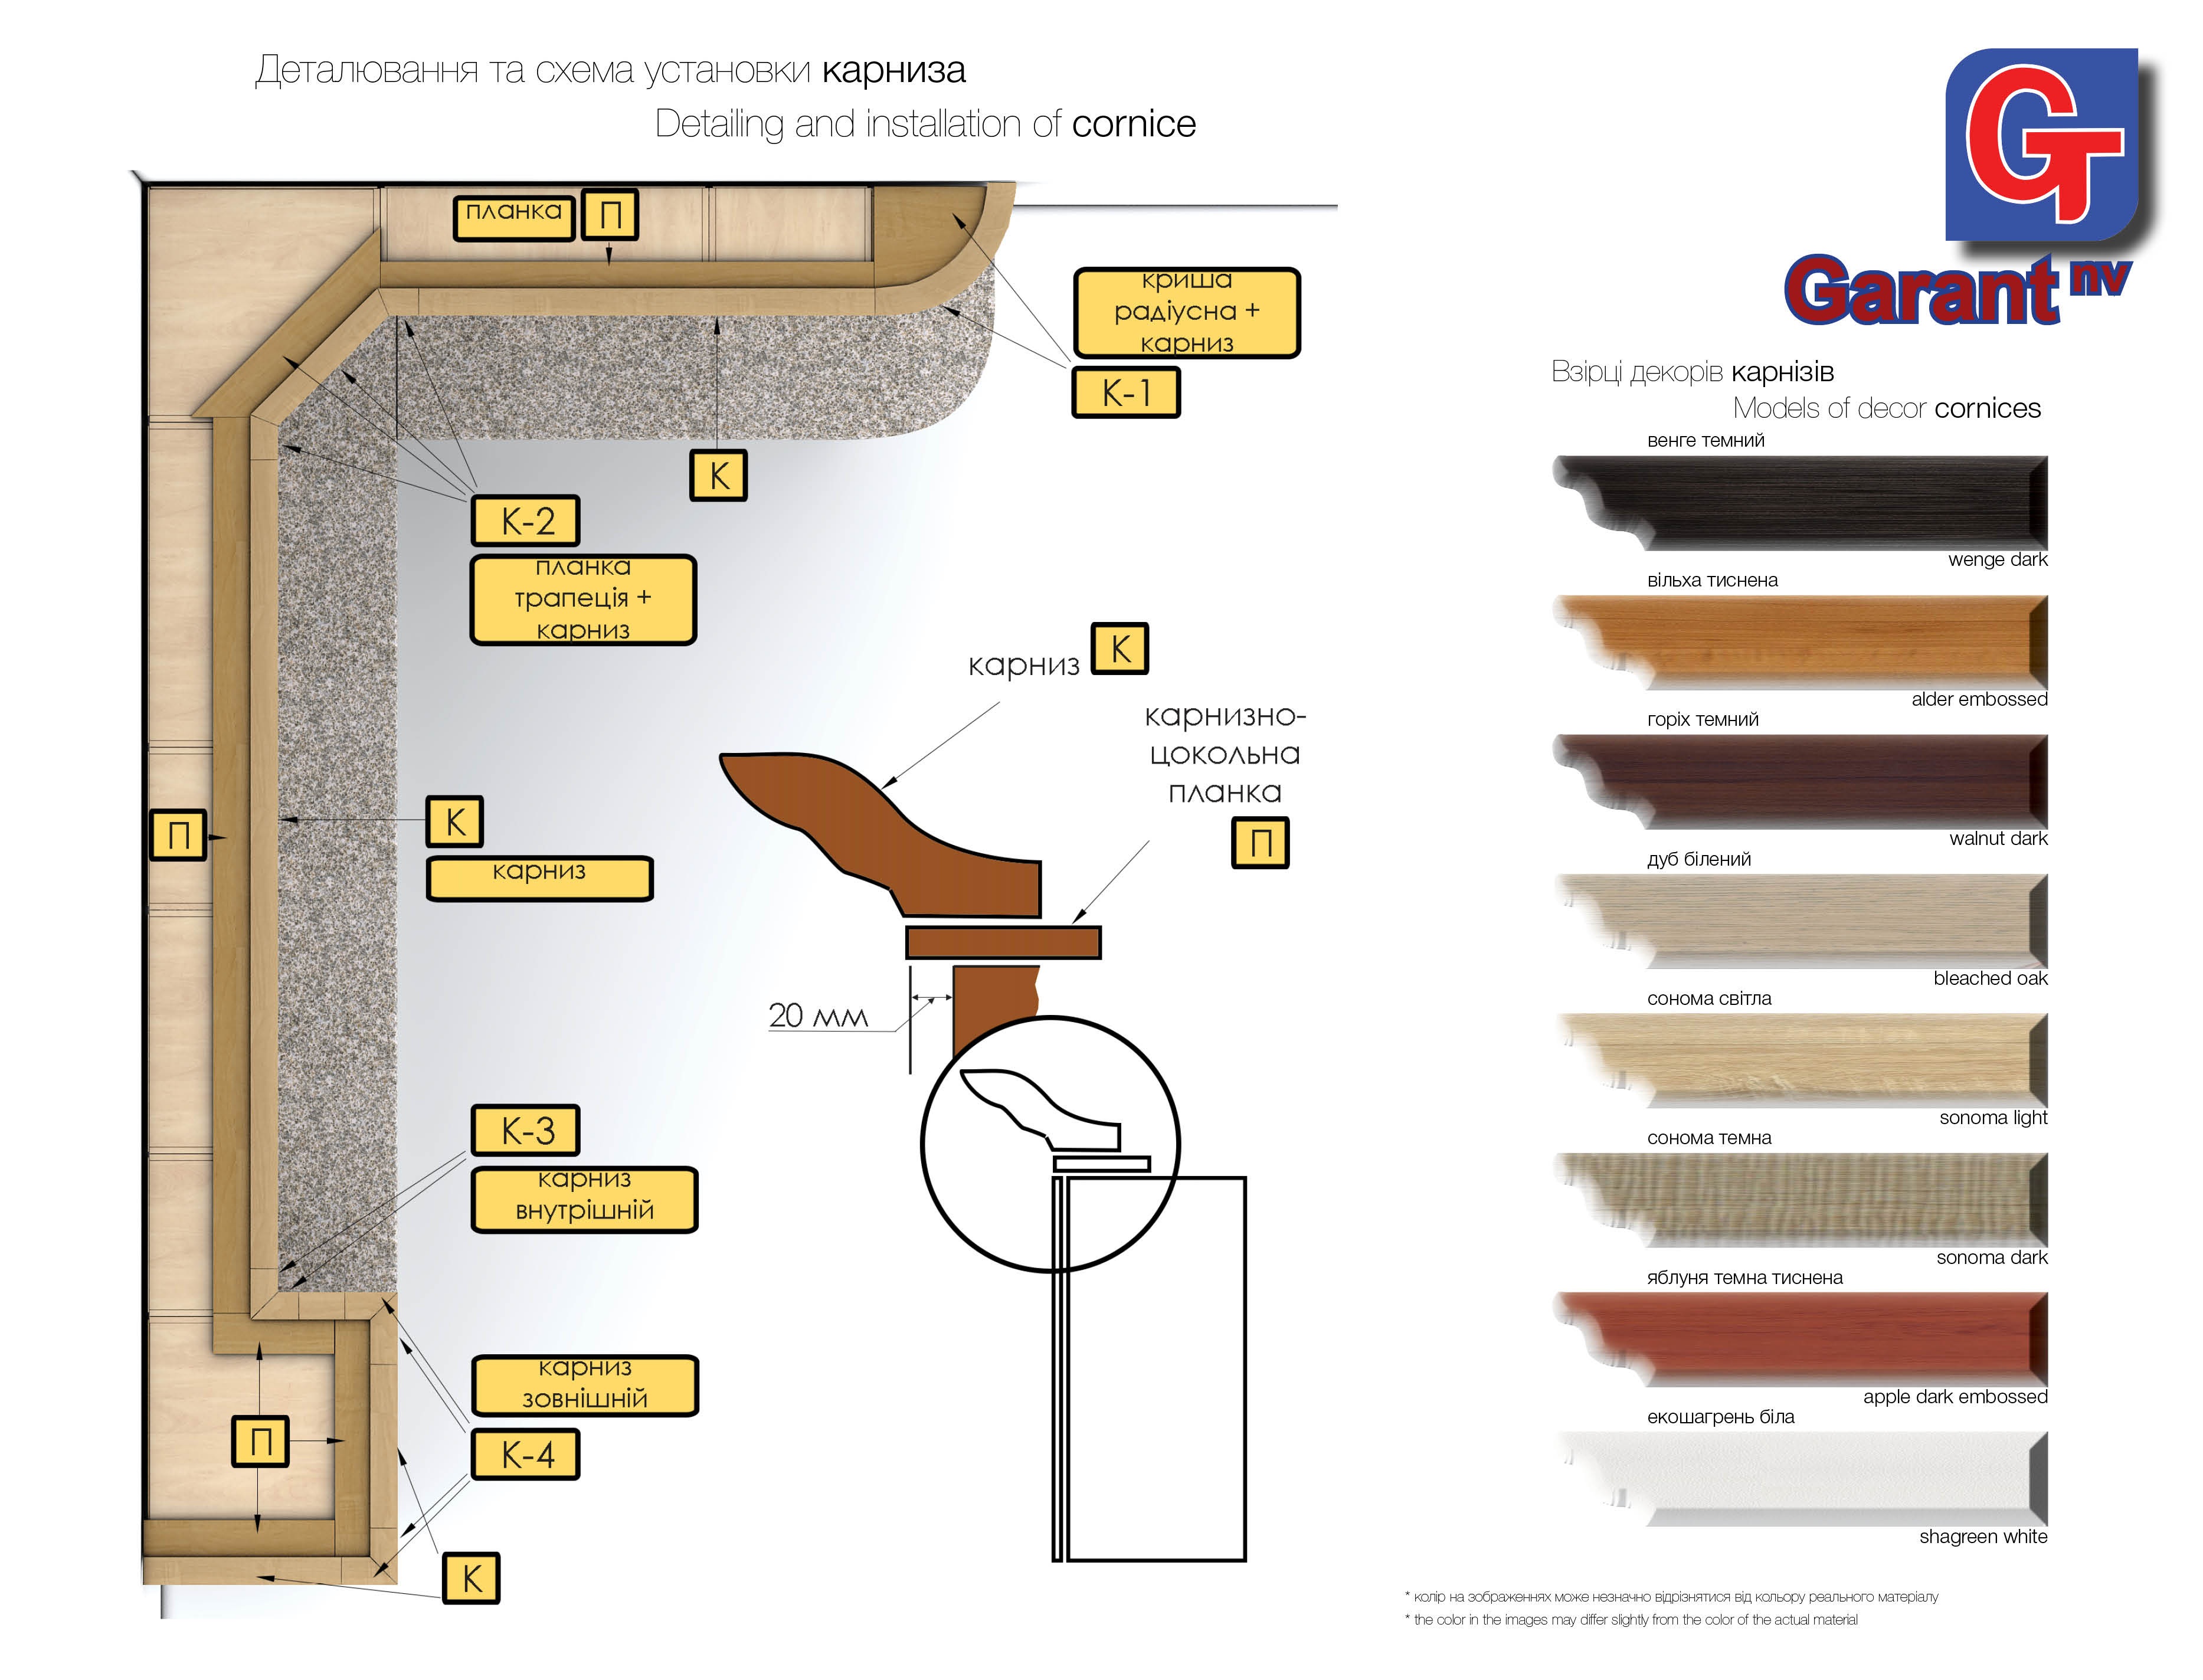 Деталювання та схема установки карниза
Detailing and installation of cornice
GT
Garant nv
планка
П
криша
радіусна +
карниз
К-1
К
К-2
планка
трапеція +
карниз
карниз К
карнизно-
цокольна
планка
П
П
К
карниз
20 мм
К-3
карниз
внутрішній
карниз
зовнішній
К-4
П
К
Взірці декорів карнізів
Models of decor cornices
венге темний
wenge dark
вільха тиснена
alder embossed
горіх темний
walnut dark
дуб білений
bleached oak
сонома світла
sonoma light
сонома темна
sonoma dark
яблуня темна тиснена
apple dark embossed
екошагрень біла
shagreen white
* колір на зображеннях може незначно відрізнятися від кольору реального матеріалу
* the color in the images may differ slightly from the color of the actual material